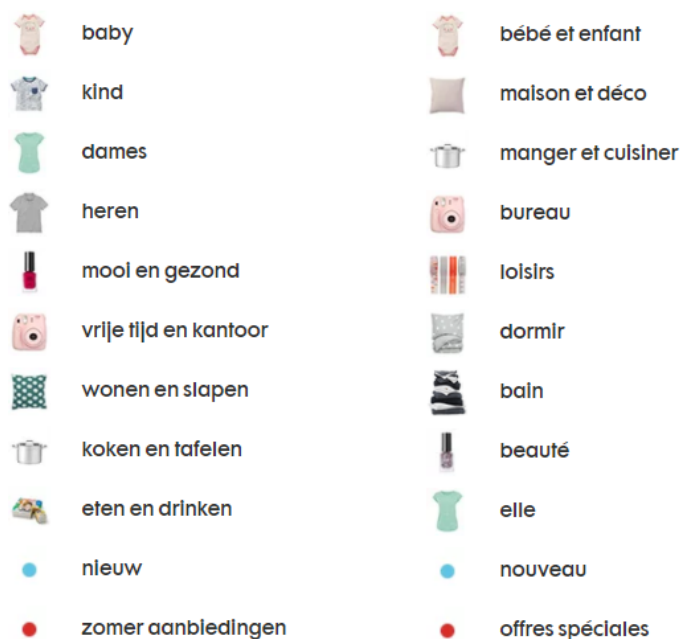 baby
kind
dames
heren
mooi en gezond
vrije tijd en kantoor
wonen en slapen
koken en tafelen
eten en drinken
nieuw
zomer aanbiedingen
bébé et enfant
maison et déco
manger et cuisiner
bureau
loisirs
dormir
bain
beauté
elle
nouveau
offres spéciales